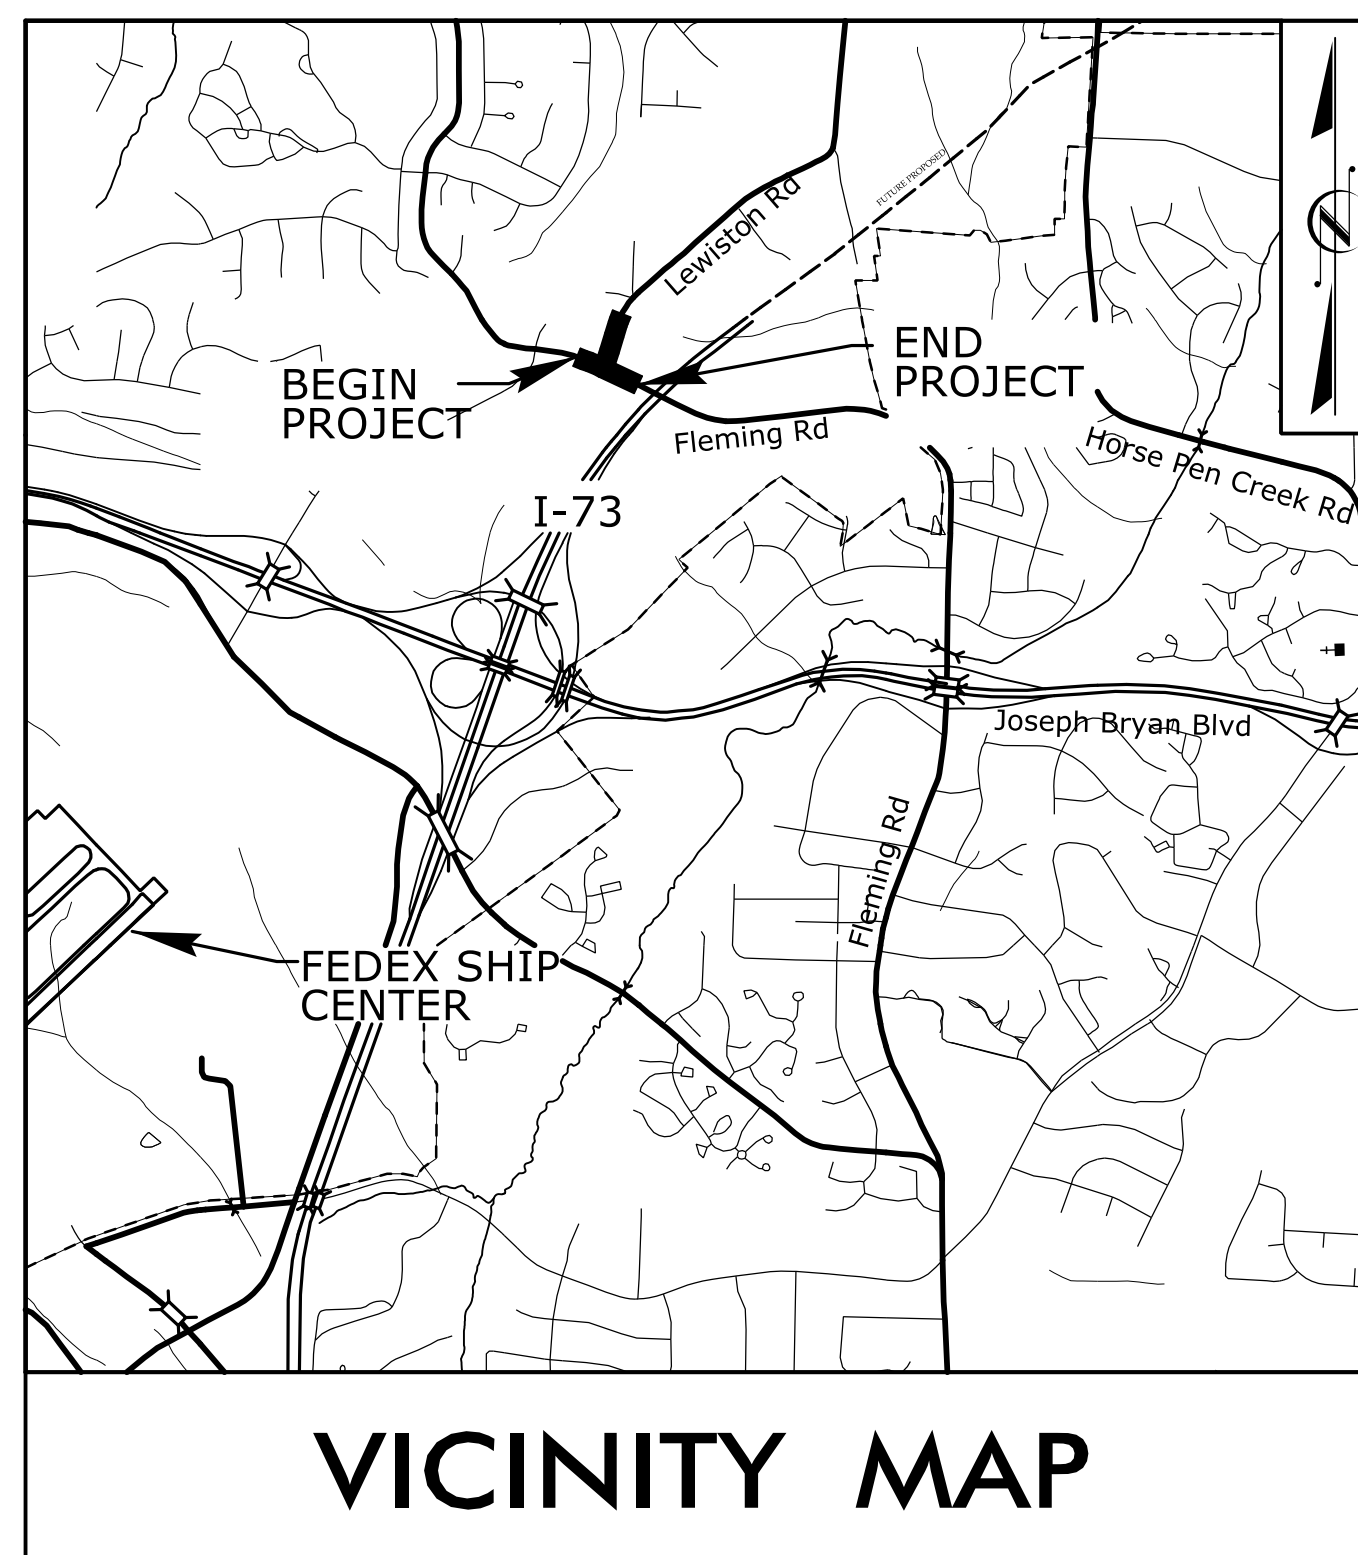 FUTURE PROPOSED
Lewiston Rd
END
PROJECT
BEGIN
PROJECT
Fleming Rd
Horse Pen Creek Rd
I-73
Joseph Bryan Blvd
Fleming Rd
FEDEX SHIP
CENTER
VICINITY MAP